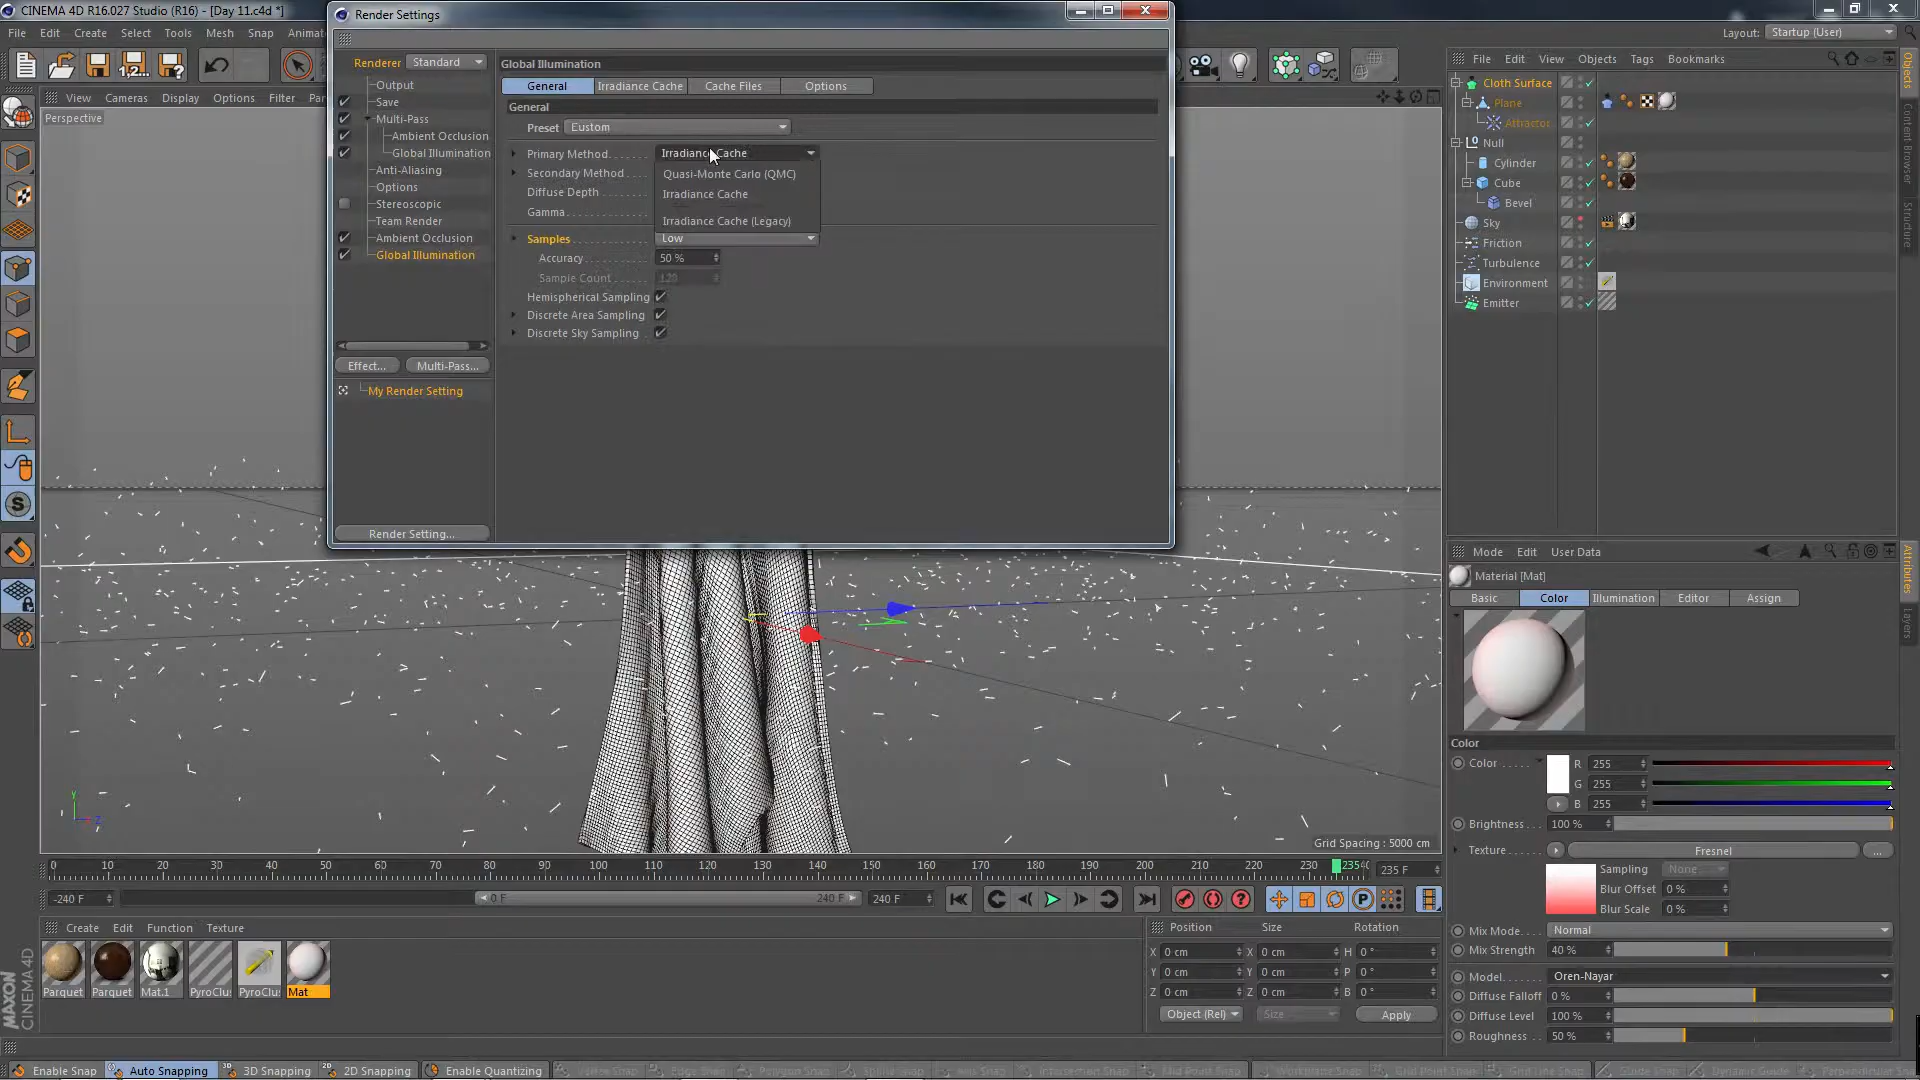 CINEMA 4D R16.027 Studio (R16) - [Day 11.c4d *]
Render Settings
Layout: Startup (User)
File Edit Create Select Tools Mesh Snap Animat
File Edit View Objects Tags Bookmarks
Renderer Standard
Global Illumination
General Irradiance Cache Cache Files Options
General
Preset Custom
Primary Method Irradiance Cache
Quasi-Monte Carlo (QMC)
Irradiance Cache
Irradiance Cache (Legacy)
Secondary Method
Diffuse Depth
Gamma
Samples Low
Accuracy 50 %
Sample Count 128
Hemispherical Sampling
Discrete Area Sampling
Discrete Sky Sampling
Output
Save
Multi-Pass
Ambient Occlusion
Global Illumination
Anti-Aliasing
Options
Stereoscopic
Team Render
Ambient Occlusion
Global Illumination
Effect... Multi-Pass...
My Render Setting
Render Setting...
View Cameras Display Options Filter Pan
Perspective
Cloth Surface
Plane
Attractor
Null
Cylinder
Cube
Bevel
Sky
Friction
Turbulence
Environment
Emitter
Objects
Content Browser
Structure
Mode Edit User Data
Material [Mat]
Basic Color Illumination Editor Assign
Attributes
Layers
Color
Color R 255
G 255
B 255
Brightness 100 %
Texture Fresnel
Sampling None
Blur Offset 0 %
Blur Scale 0 %
Mix Mode Normal
Mix Strength 40 %
Model Oren-Nayar
Diffuse Falloff 0 %
Diffuse Level 100 %
Roughness 50 %
Y
Z
Grid Spacing : 5000 cm
0 10 20 30 40 50 60 70 80 90 100 110 120 130 140 150 160 170 180 190 200 210 220 230 235 235 F
-240 F 0 F 240 F 240 F
Create Edit Function Texture
Parquet Parquet Mat.1 PyroClus PyroClus Mat
MAXON CINEMA 4D
Position Size Rotation
X 0 cm X 0 cm H 0 °
Y 0 cm Y 0 cm P 0 °
Z 0 cm Z 0 cm B 0 °
Object (Rel) Size Apply
Enable Snap Auto Snapping 3D Snapping 2D Snapping Enable Quantizing Vertex Snap